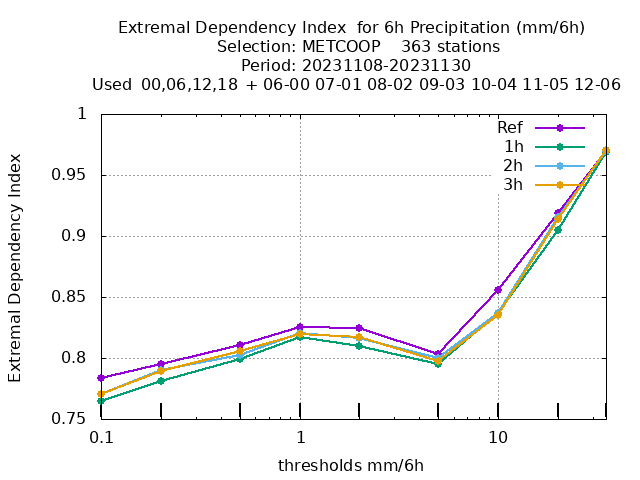 Extremal Dependency Index  for 6h Precipitation (mm/6h)
Selection: METCOOP    363 stations
Period: 20231108-20231130
Used  00,06,12,18  + 06-00 07-01 08-02 09-03 10-04 11-05 12-06
Extremal Dependency Index
1
0.95
0.9
0.85
0.8
0.75
Ref
1h
2h
3h
0.1 1 10
thresholds mm/6h